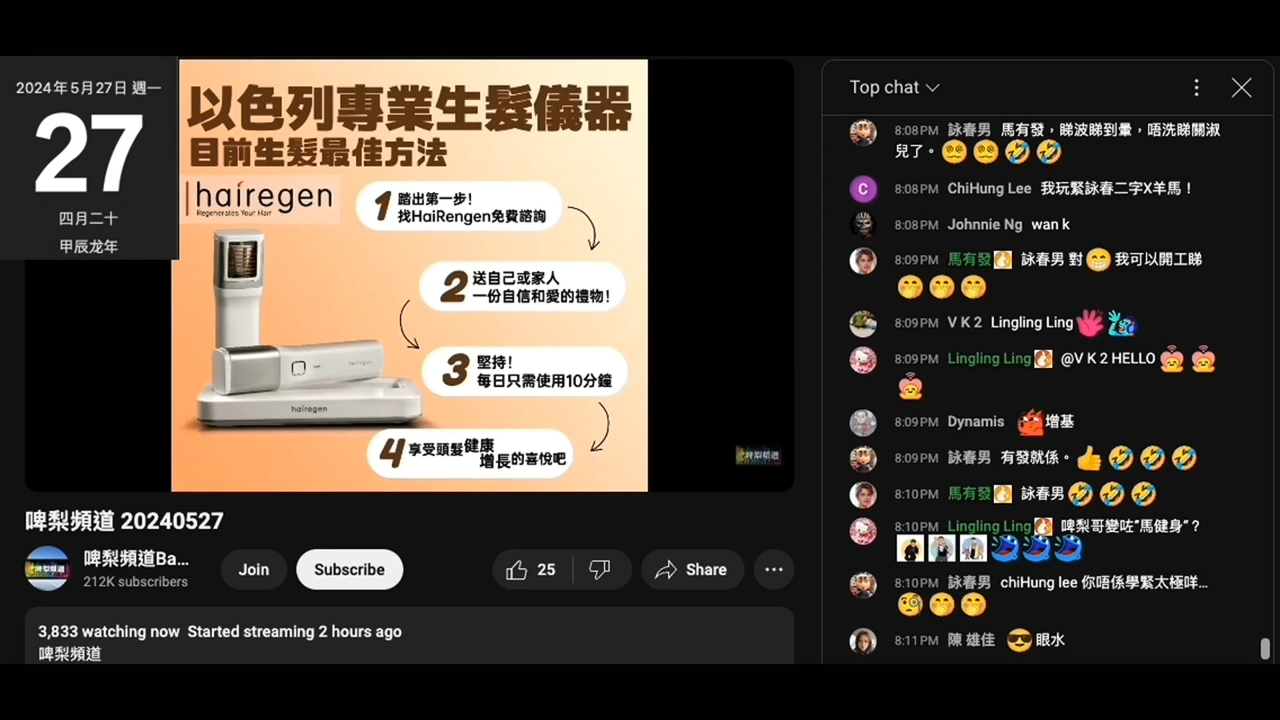 2024年5月27日 週一
27
四月二十
甲辰龙年
以色列專業生髮儀器
目前生髮最佳方法
hairegen
Regenerates Your Hair
1 踏出第一步!
找HaiRengen免費諮詢
2 送自己或家人
一份自信和愛的禮物!
3 堅持!
每日只需使用10分鐘
4 享受頭髮健康
增長的喜悅吧
hairegen
啤梨頻道
啤梨頻道 20240527
啤梨頻道Ba...
212K subscribers
Join
Subscribe
25
Share
3,833 watching now Started streaming 2 hours ago
啤梨頻道
Top chat
8:08 PM 詠春男 馬有發，睇波睇到暈，唔洗睇關淑
兒了。
C
8:08 PM ChiHung Lee 我玩緊詠春二字X羊馬！
8:08 PM Johnnie Ng wan k
8:09 PM 馬有發 詠春男 對 我可以開工睇
8:09 PM V K 2 Lingling Ling
8:09 PM Lingling Ling @V K 2 HELLO
8:09 PM Dynamis 增基
8:09 PM 詠春男 有發就係。
8:10 PM 馬有發 詠春男
8:10 PM Lingling Ling 啤梨哥變咗“馬健身”？
8:10 PM 詠春男 chiHung lee 你唔係學緊太極咩...
8:11 PM 陳 雄佳 眼水